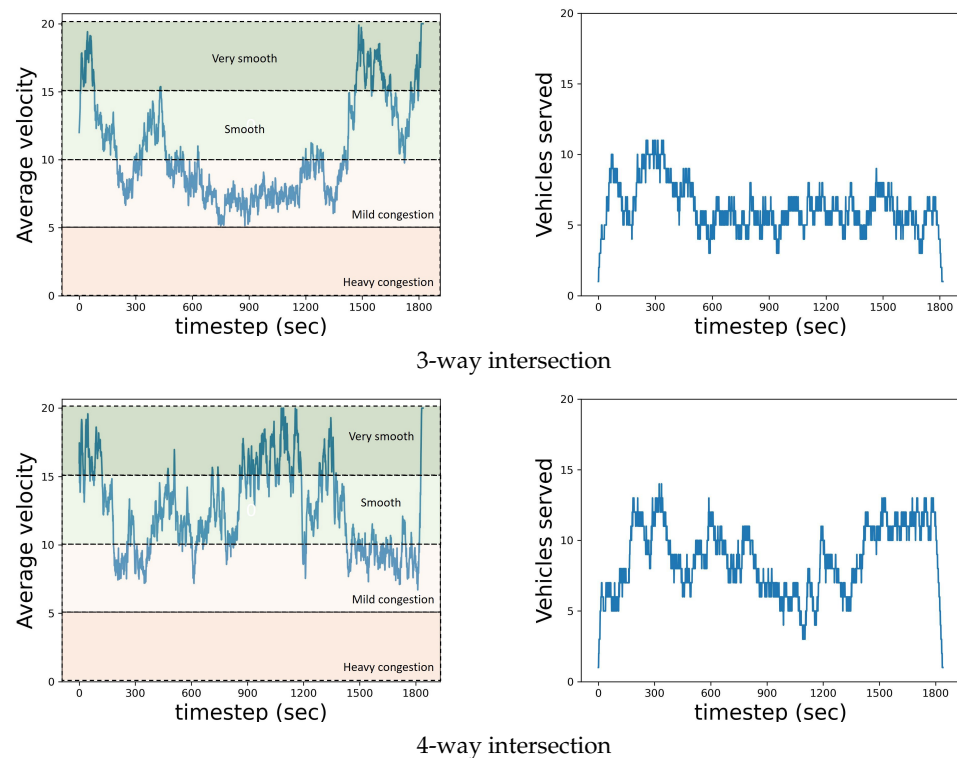 20
15
10
5
0
Average velocity
Very smooth
Smooth
Mild congestion
Heavy congestion
0 300 600 900 1200 1500 1800
timestep (sec)
20
15
10
5
0
Vehicles served
0 300 600 900 1200 1500 1800
timestep (sec)
3-way intersection
20
15
10
5
0
Average velocity
Very smooth
Smooth
Mild congestion
Heavy congestion
0 300 600 900 1200 1500 1800
timestep (sec)
20
15
10
5
0
Vehicles served
0 300 600 900 1200 1500 1800
timestep (sec)
4-way intersection